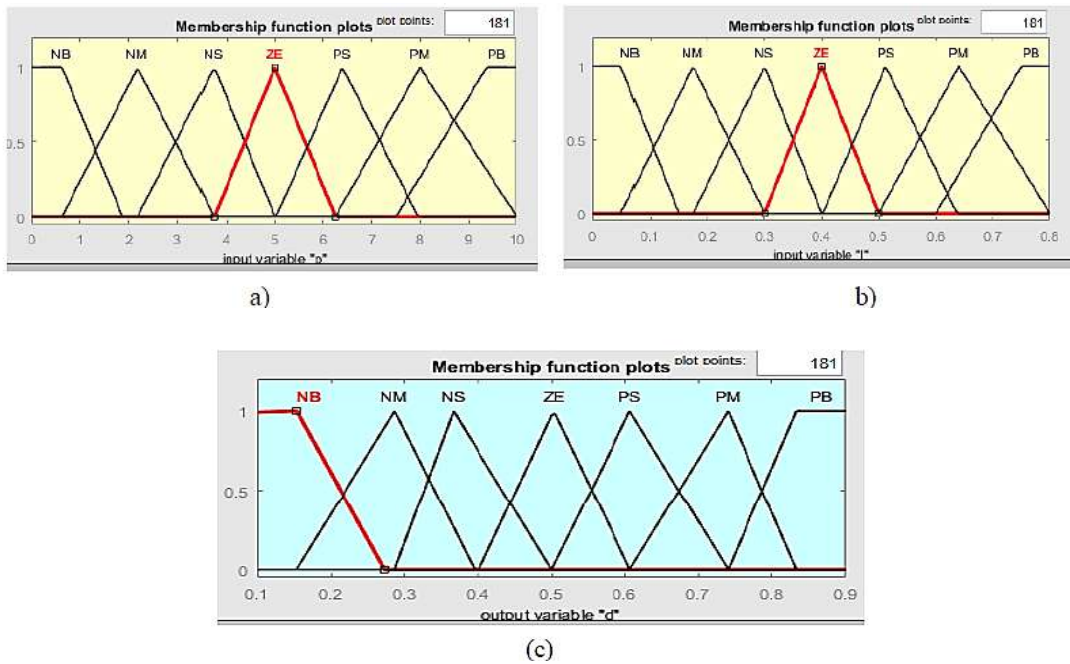 Membership function plots plot points: 181
NB NM NS ZE PS PM PB
1
0.5
0
0 1 2 3 4 5 6 7 8 9 10
input variable "p"
a)
Membership function plots plot points: 181
NB NM NS ZE PS PM PB
1
0.5
0
0 0.1 0.2 0.3 0.4 0.5 0.6 0.7 0.8
input variable "I"
b)
Membership function plots plot points: 181
NB NM NS ZE PS PM PB
1
0.5
0
0.1 0.2 0.3 0.4 0.5 0.6 0.7 0.8 0.9
output variable "d"
(c)